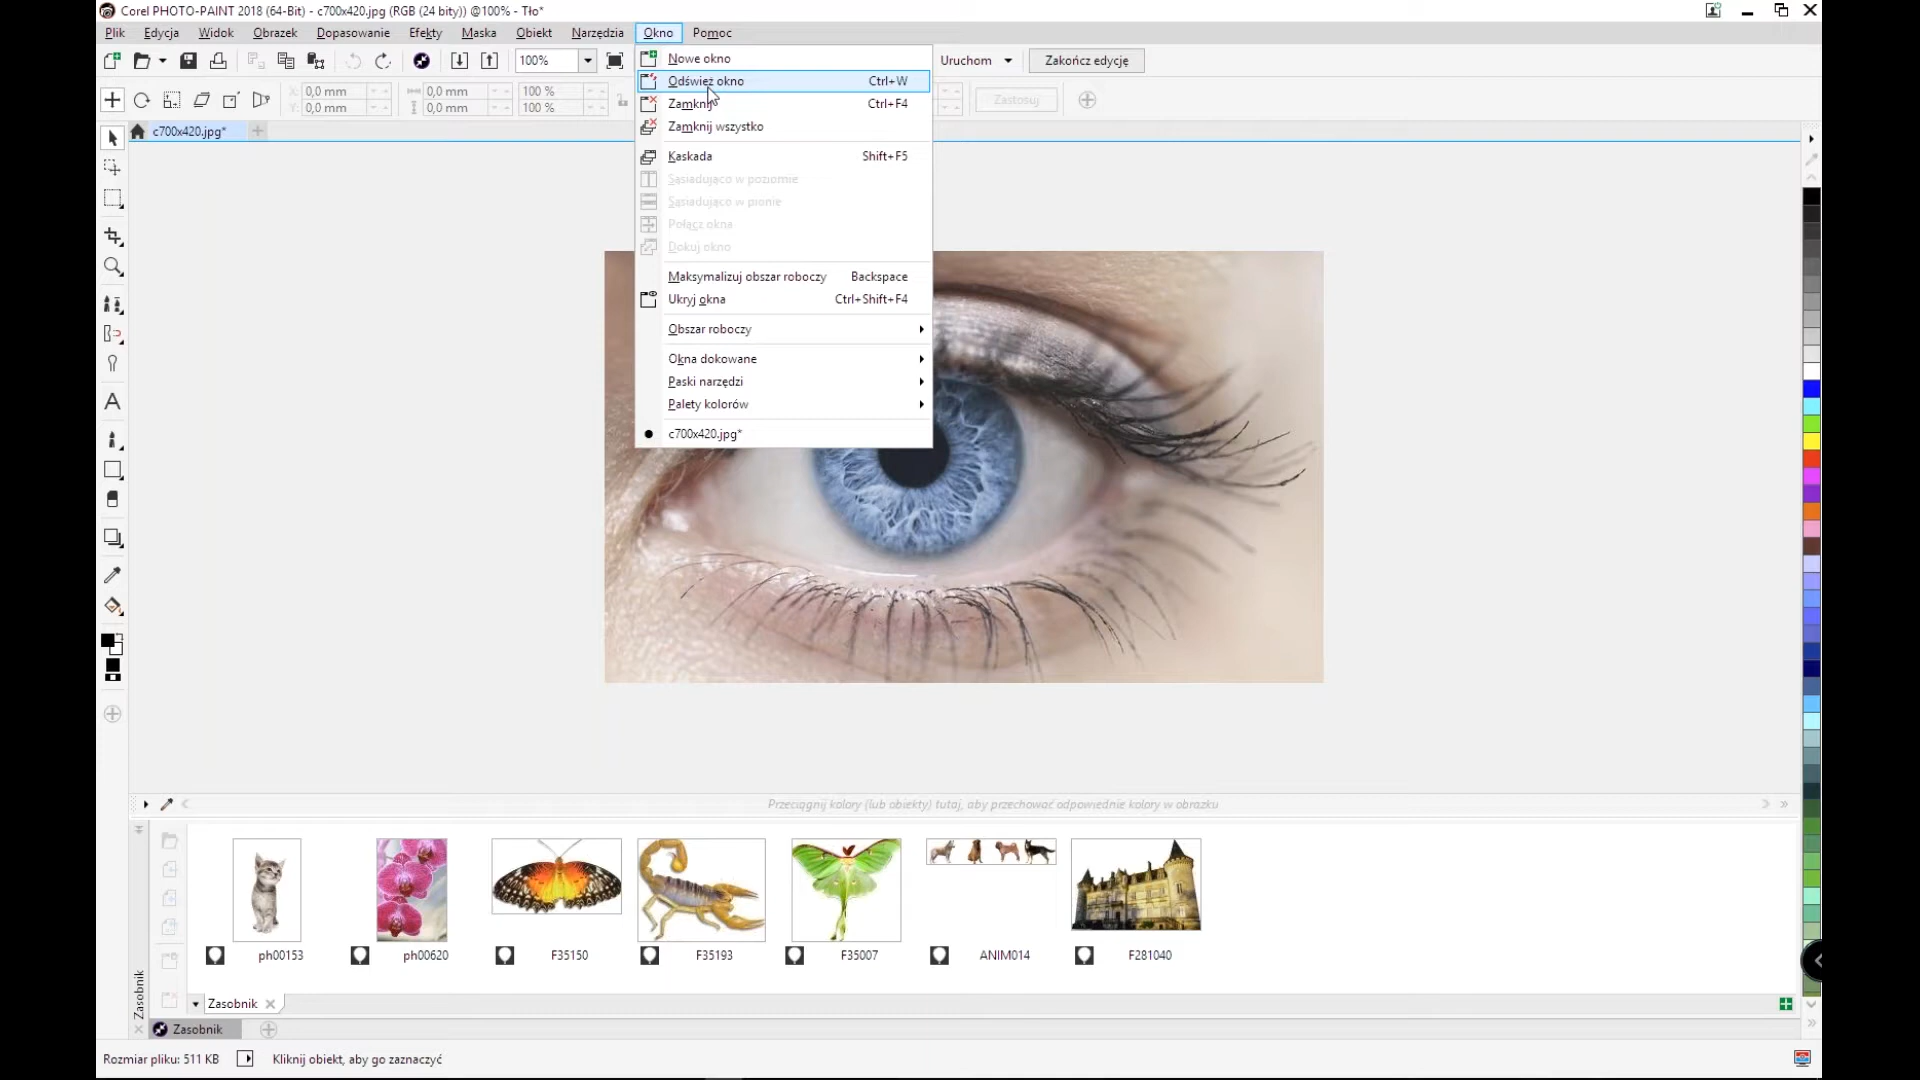 Corel PHOTO-PAINT 2018 (64-Bit) - c700x420.jpg (RGB (24 bity)) @100% - Tło*
Plik Edycja Widok Obrazek Dopasowanie Efekty Maska Obiekt Narzędzia Okno Pomoc
100% Uruchom Zakończ edycję
X: 0,0 mm 0,0 mm 100 %
Y: 0,0 mm 0,0 mm 100 %
Zastosuj
c700x420.jpg*
Nowe okno
Odśwież okno Ctrl+W
Zamknij Ctrl+F4
Zamknij wszystko
Kaskada Shift+F5
Sąsiadująco w poziomie
Sąsiadująco w pionie
Połącz okna
Dokuj okno
Maksymalizuj obszar roboczy Backspace
Ukryj okna Ctrl+Shift+F4
Obszar roboczy
Okna dokowane
Paski narzędzi
Palety kolorów
c700x420.jpg*
Przeciągnij kolory (lub obiekty) tutaj, aby przechować odpowiednie kolory w obrazku
ph00153 ph00620 F35150 F35193 F35007 ANIM014 F281040
Zasobnik
Zasobnik
Zasobnik
Rozmiar pliku: 511 KB Kliknij obiekt, aby go zaznaczyć